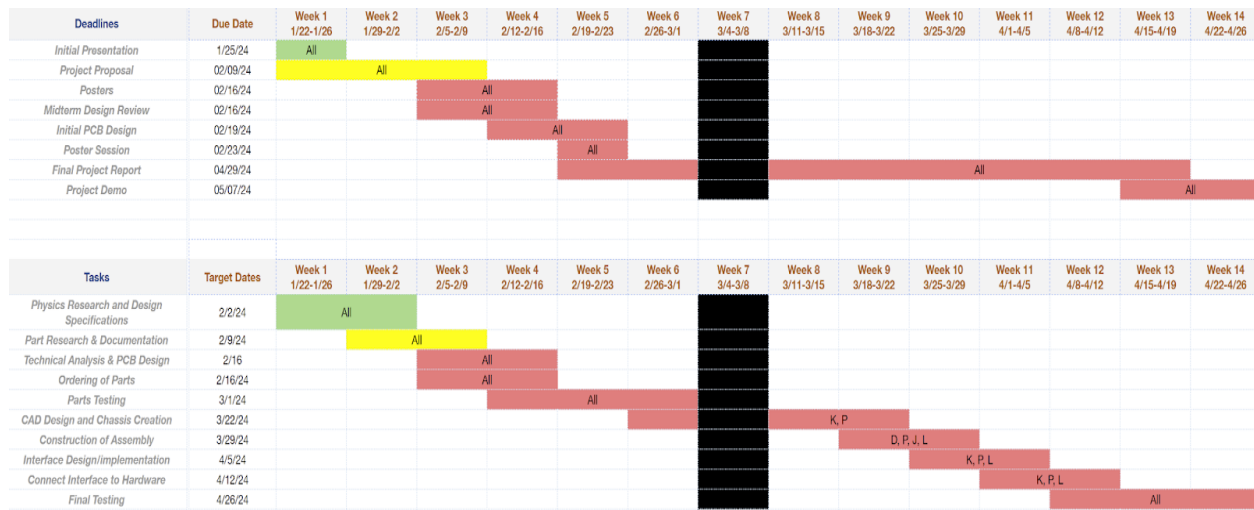 Deadlines Due Date Week 1 Week 2 Week 3 Week 4 Week 5 Week 6 Week 7 Week 8 Week 9 Week 10 Week 11 Week 12 Week 13 Week 14
1/22-1/26 1/29-2/2 2/5-2/9 2/12-2/16 2/19-2/23 2/26-3/1 3/4-3/8 3/11-3/15 3/18-3/22 3/25-3/29 4/1-4/5 4/8-4/12 4/15-4/19 4/22-4/26
Initial Presentation 1/25/24 All
Project Proposal 02/09/24 All
Posters 02/16/24 All
Midterm Design Review 02/16/24 All
Initial PCB Design 02/19/24 All
Poster Session 02/23/24 All
Final Project Report 04/29/24 All
Project Demo 05/07/24 All
Tasks Target Dates Week 1 Week 2 Week 3 Week 4 Week 5 Week 6 Week 7 Week 8 Week 9 Week 10 Week 11 Week 12 Week 13 Week 14
1/22-1/26 1/29-2/2 2/5-2/9 2/12-2/16 2/19-2/23 2/26-3/1 3/4-3/8 3/11-3/15 3/18-3/22 3/25-3/29 4/1-4/5 4/8-4/12 4/15-4/19 4/22-4/26
Physics Research and Design
Specifications 2/2/24 All
Part Research & Documentation 2/9/24 All
Technical Analysis & PCB Design 2/16 All
Ordering of Parts 2/16/24 All
Parts Testing 3/1/24 All
CAD Design and Chassis Creation 3/22/24 K, P
Construction of Assembly 3/29/24 D, P, J, L
Interface Design/implementation 4/5/24 K, P, L
Connect Interface to Hardware 4/12/24 K, P, L
Final Testing 4/26/24 All